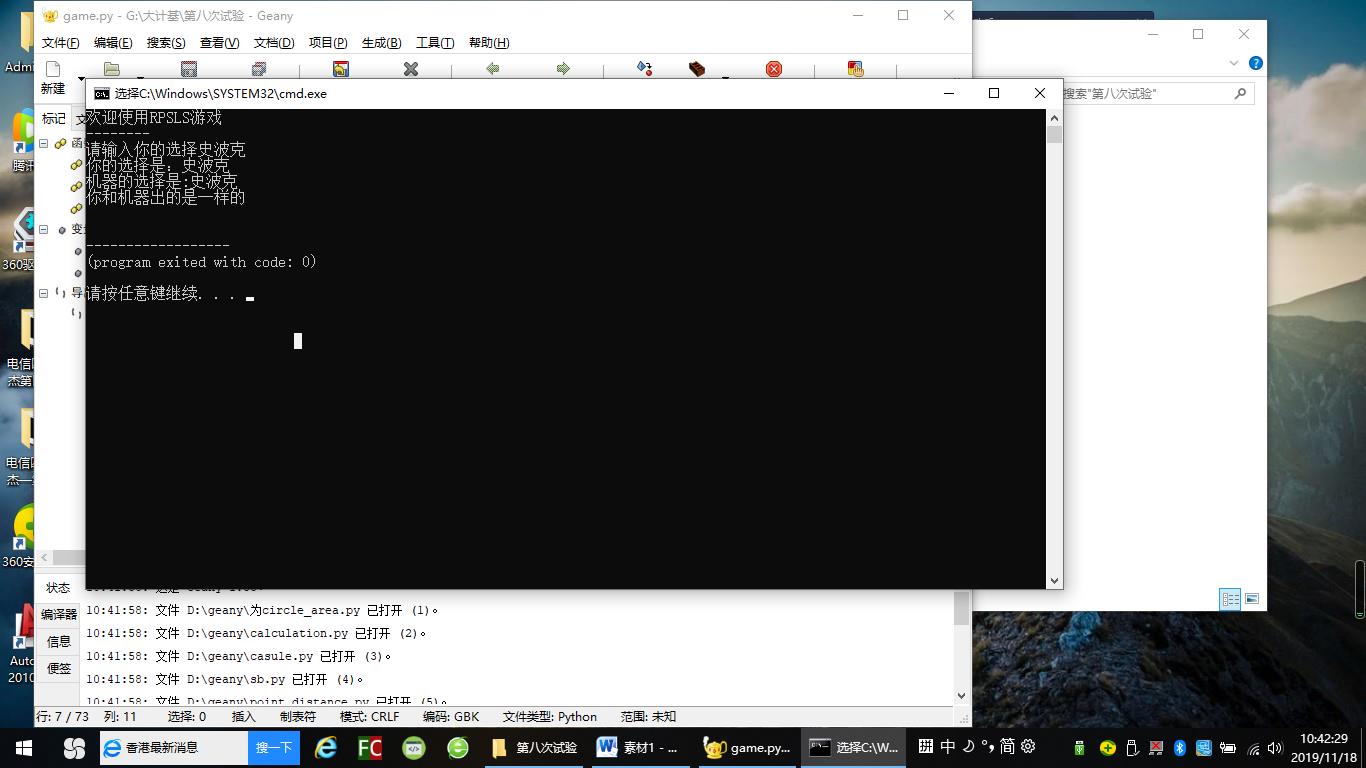 game.py - G:\大计基\第八次试验 - Geany
文件(F) 编辑(E) 搜索(S) 查看(V) 文档(D) 项目(P) 生成(B) 工具(T) 帮助(H)
新建
搜索"第八次试验"
选择C:\Windows\SYSTEM32\cmd.exe
标记
欢迎使用RPSLS游戏
--------
请输入你的选择史波克
你的选择是: 史波克
机器的选择是:史波克
你和机器出的是一样的
------------------
(program exited with code: 0)
请按任意键继续. . .
状态
编译器
信息
便签
10:41:58: 文件 D:\geany\为circle_area.py 已打开 (1)。
10:41:58: 文件 D:\geany\calculation.py 已打开 (2)。
10:41:58: 文件 D:\geany\casule.py 已打开 (3)。
10:41:58: 文件 D:\geany\sb.py 已打开 (4)。
10:41:58: 文件 D:\geany\point_distance.py 已打开 (5)。
行: 7 / 73 列: 11 选择: 0 插入 制表符 模式: CRLF 编码: GBK 文件类型: Python 范围: 未知
香港最新消息 搜一下 FC 第八次试验 素材1 - ... game.py... 选择C:\W... 拼 中 简
10:42:29
2019/11/18